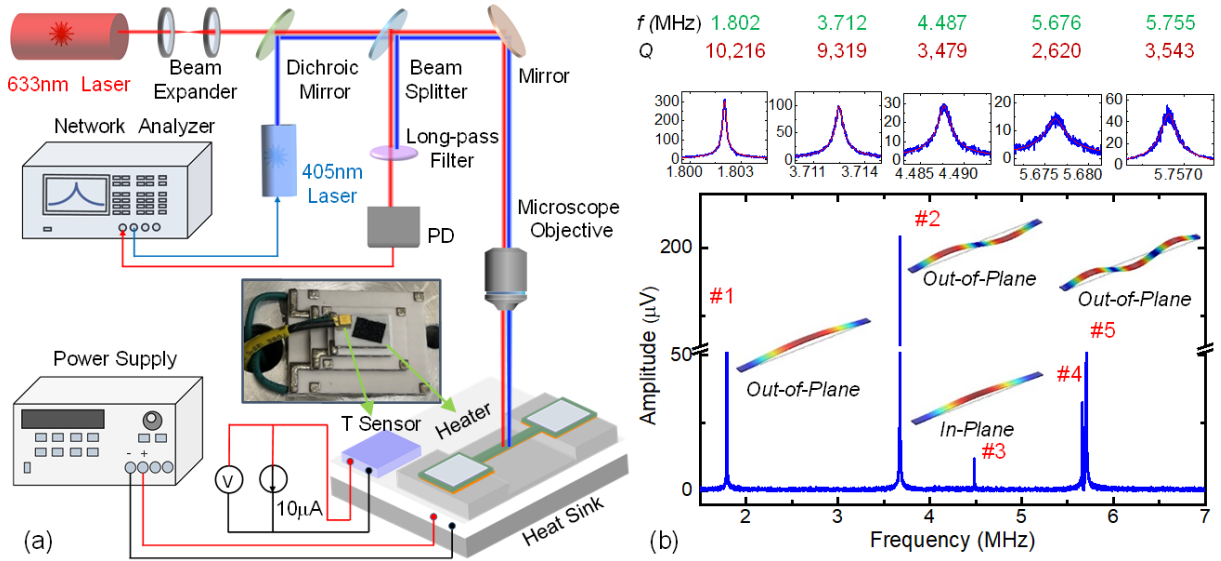 633nm Laser
Beam
Expander
Dichroic
Mirror
Beam
Splitter
Mirror
Network Analyzer
405nm
Laser
Long-pass
Filter
PD
Microscope
Objective
Power Supply
- +
T Sensor
Heater
V
10μA
Heat Sink
(a)
f (MHz) 1.802 3.712 4.487 5.676 5.755
Q 10,216 9,319 3,479 2,620 3,543
300
200
100
0
1.800 1.803
100
50
0
3.711 3.714
40
30
20
10
0
4.485 4.490
20
10
0
5.675 5.680
60
40
20
0
5.7570
#1
#2
#3
#4
#5
Out-of-Plane
Out-of-Plane
In-Plane
Out-of-Plane
Amplitude (μV)
200
50
0
2 3 4 5 6 7
Frequency (MHz)
(b)